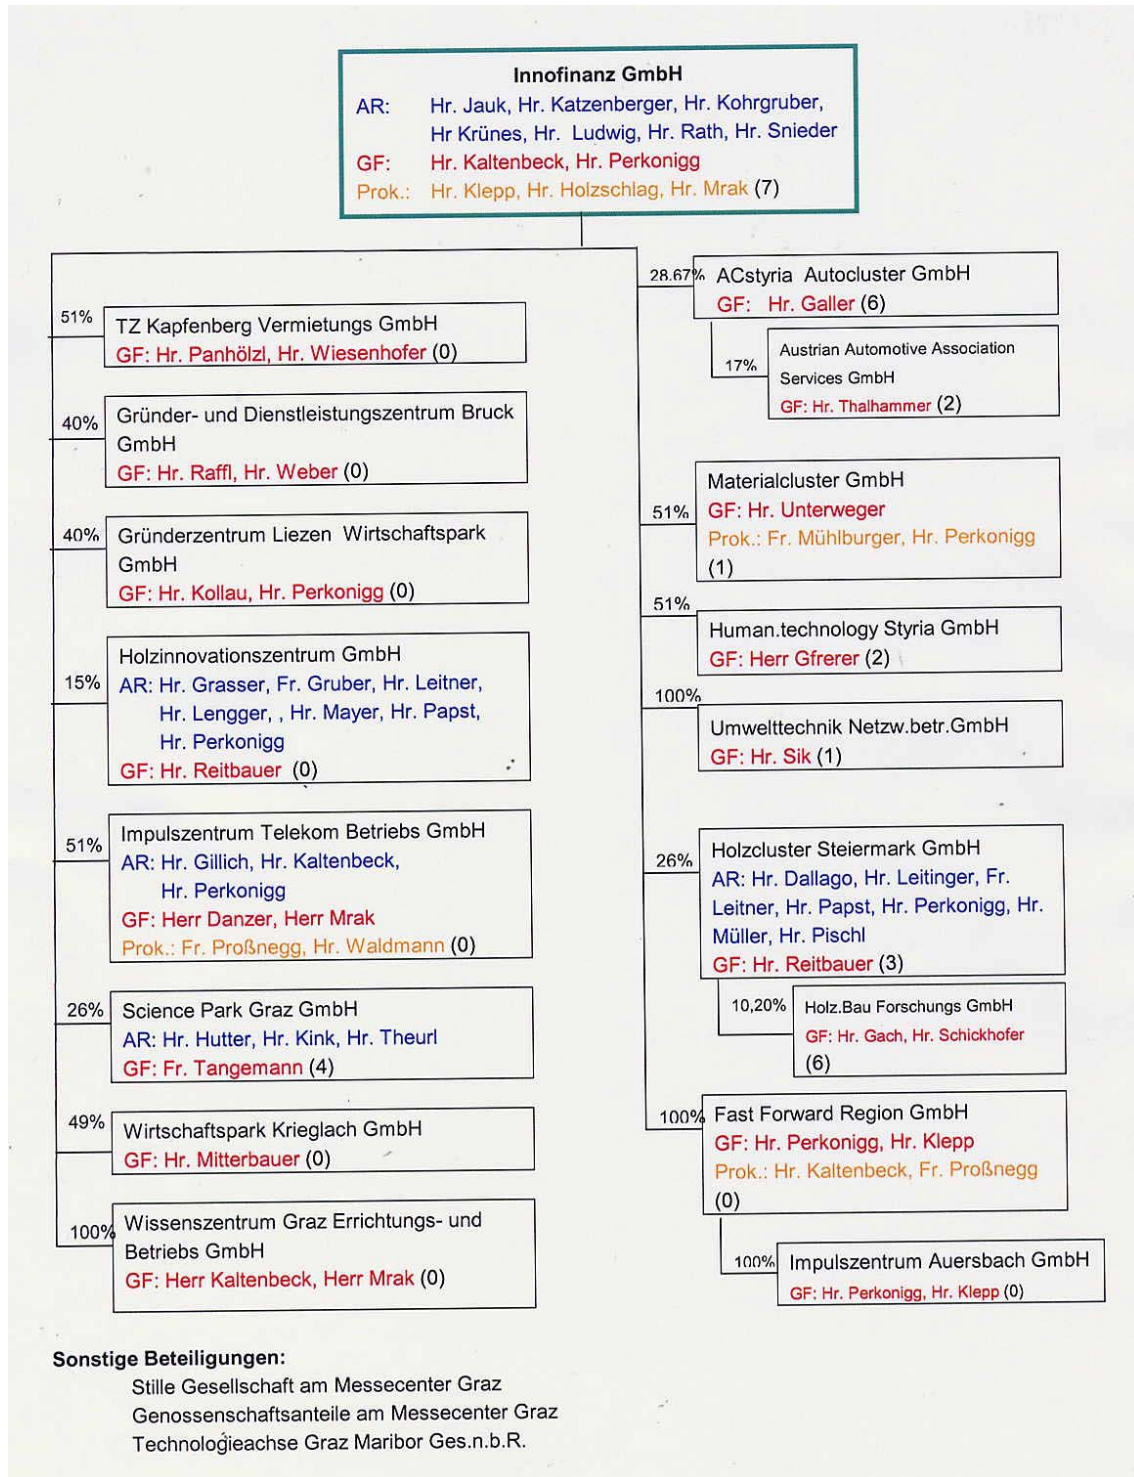 Innofinanz GmbH
AR: Hr. Jauk, Hr. Katzenberger, Hr. Kohrgruber,
Hr Krünes, Hr. Ludwig, Hr. Rath, Hr. Snieder
GF: Hr. Kaltenbeck, Hr. Perkonigg
Prok.: Hr. Klepp, Hr. Holzschlag, Hr. Mrak (7)
51%
TZ Kapfenberg Vermietungs GmbH
GF: Hr. Panhölzl, Hr. Wiesenhofer (0)
40%
Gründer- und Dienstleistungszentrum Bruck
GmbH
GF: Hr. Raffl, Hr. Weber (0)
40%
Gründerzentrum Liezen Wirtschaftspark
GmbH
GF: Hr. Kollau, Hr. Perkonigg (0)
15%
Holzinnovationszentrum GmbH
AR: Hr. Grasser, Fr. Gruber, Hr. Leitner,
Hr. Lengger, , Hr. Mayer, Hr. Papst,
Hr. Perkonigg
GF: Hr. Reitbauer (0)
51%
Impulszentrum Telekom Betriebs GmbH
AR: Hr. Gillich, Hr. Kaltenbeck,
Hr. Perkonigg
GF: Herr Danzer, Herr Mrak
Prok.: Fr. Proßnegg, Hr. Waldmann (0)
26%
Science Park Graz GmbH
AR: Hr. Hutter, Hr. Kink, Hr. Theurl
GF: Fr. Tangemann (4)
49%
Wirtschaftspark Krieglach GmbH
GF: Hr. Mitterbauer (0)
100%
Wissenszentrum Graz Errichtungs- und
Betriebs GmbH
GF: Herr Kaltenbeck, Herr Mrak (0)
28.67%
ACstyria Autocluster GmbH
GF: Hr. Galler (6)
17%
Austrian Automotive Association
Services GmbH
GF: Hr. Thalhammer (2)
51%
Materialcluster GmbH
GF: Hr. Unterweger
Prok.: Fr. Mühlburger, Hr. Perkonigg
(1)
51%
Human.technology Styria GmbH
GF: Herr Gfrerer (2)
100%
Umwelttechnik Netzw.betr.GmbH
GF: Hr. Sik (1)
26%
Holzcluster Steiermark GmbH
AR: Hr. Dallago, Hr. Leitinger, Fr.
Leitner, Hr. Papst, Hr. Perkonigg, Hr.
Müller, Hr. Pischl
GF: Hr. Reitbauer (3)
10,20%
Holz.Bau Forschungs GmbH
GF: Hr. Gach, Hr. Schickhofer
(6)
100%
Fast Forward Region GmbH
GF: Hr. Perkonigg, Hr. Klepp
Prok.: Hr. Kaltenbeck, Fr. Proßnegg
(0)
100%
Impulszentrum Auersbach GmbH
GF: Hr. Perkonigg, Hr. Klepp (0)
Sonstige Beteiligungen:
Stille Gesellschaft am Messecenter Graz
Genossenschaftsanteile am Messecenter Graz
Technologieachse Graz Maribor Ges.n.b.R.